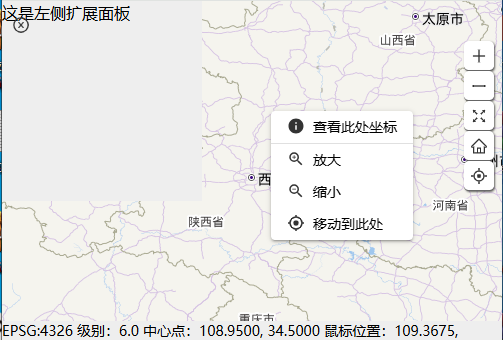 这是左侧扩展面板
太原市
山西省
查看此处坐标
放大
缩小
移动到此处
西
州
陕西省
河南省
重庆市
EPSG:4326 级别：6.0 中心点：108.9500, 34.5000 鼠标位置：109.3675,